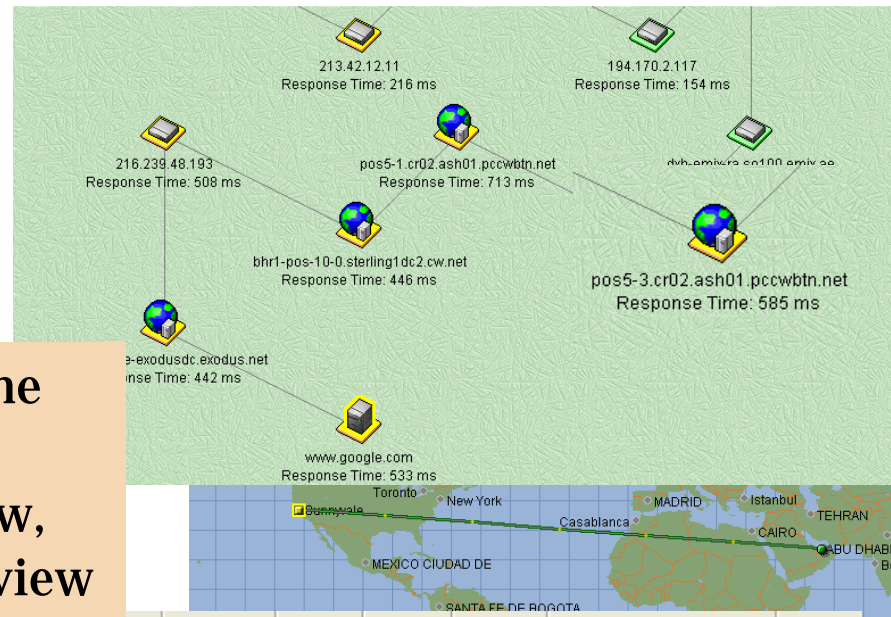 213.42.12.11
Response Time: 216 ms
194.170.2.117
Response Time: 154 ms
216.239.48.193
Response Time: 508 ms
pos5-1.cr02.ash01.pccwbtn.net
Response Time: 713 ms
bhr1-pos-10-0.sterling1dc2.cw.net
Response Time: 446 ms
pos5-3.cr02.ash01.pccwbtn.net
Response Time: 585 ms
e-exodusdc.exodus.net
nse Time: 442 ms
www.google.com
Response Time: 533 ms
ne
w,
view
Toronto
New York
Sunnyvale
MADRID
Istanbul
TEHRAN
Casablanca
CAIRO
ABU DHABI
MEXICO CIUDAD DE
SANTA FE DE BOGOTA